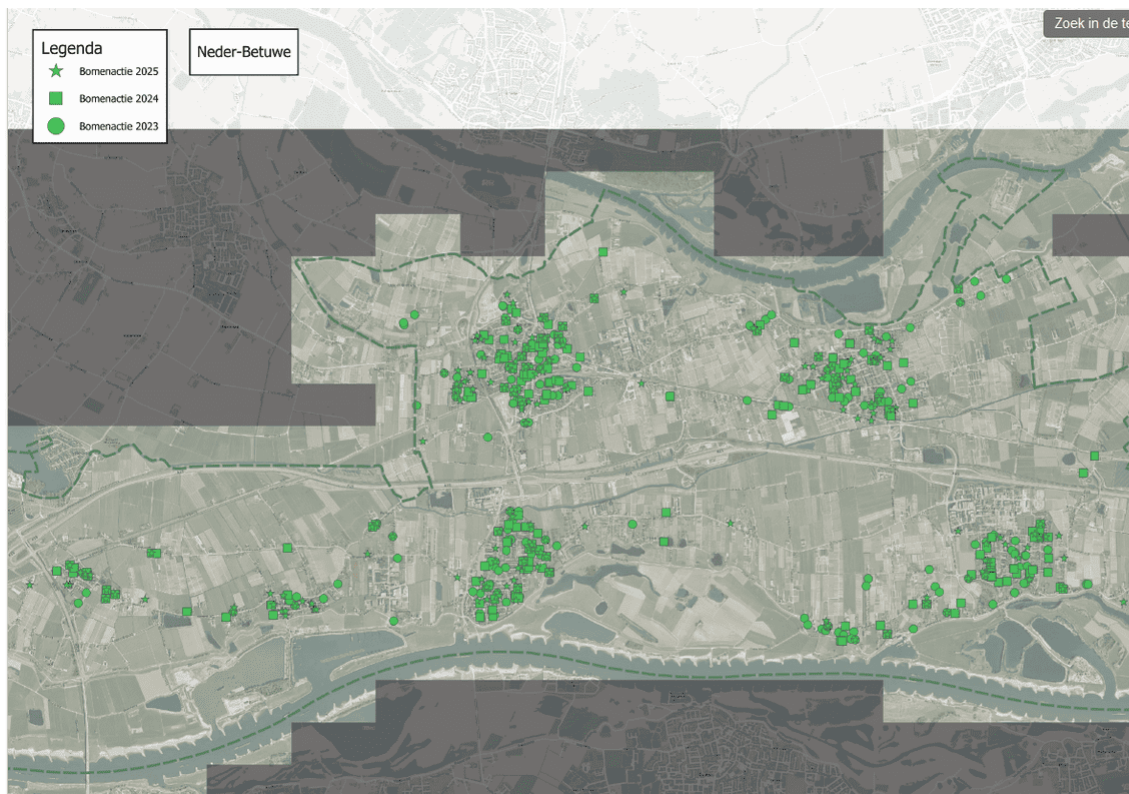 Legenda
Bomenactie 2025
Bomenactie 2024
Bomenactie 2023
Neder-Betuwe
Zoek in de te